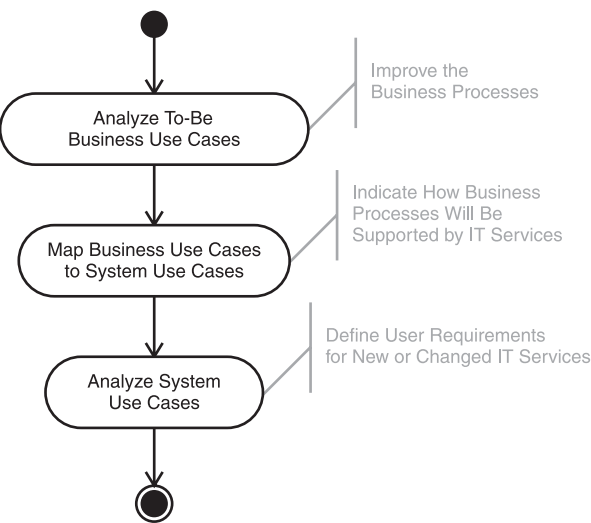 Improve the
Business Processes
Analyze To-Be
Business Use Cases
Indicate How Business
Processes Will Be
Supported by IT Services
Map Business Use Cases
to System Use Cases
Define User Requirements
for New or Changed IT Services
Analyze System
Use Cases